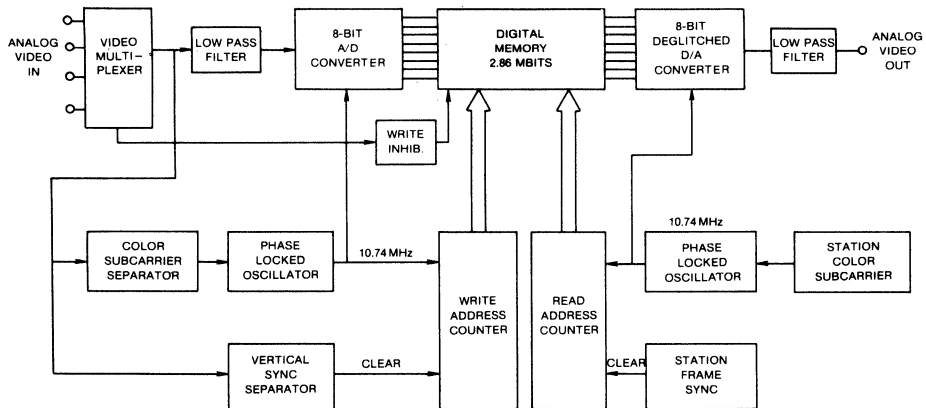 ANALOG
VIDEO
IN
VIDEO
MULTI-
PLEXER
LOW PASS
FILTER
8-BIT
A/D
CONVERTER
DIGITAL
MEMORY
2.86 MBITS
8-BIT
DEGLITCHED
D/A
CONVERTER
LOW PASS
FILTER
ANALOG
VIDEO
OUT
WRITE
INHIB.
COLOR
SUBCARRIER
SEPARATOR
PHASE
LOCKED
OSCILLATOR
10.74 MHz
WRITE
ADDRESS
COUNTER
READ
ADDRESS
COUNTER
10.74 MHz
PHASE
LOCKED
OSCILLATOR
STATION
COLOR
SUBCARRIER
VERTICAL
SYNC
SEPARATOR
CLEAR
CLEAR
STATION
FRAME
SYNC